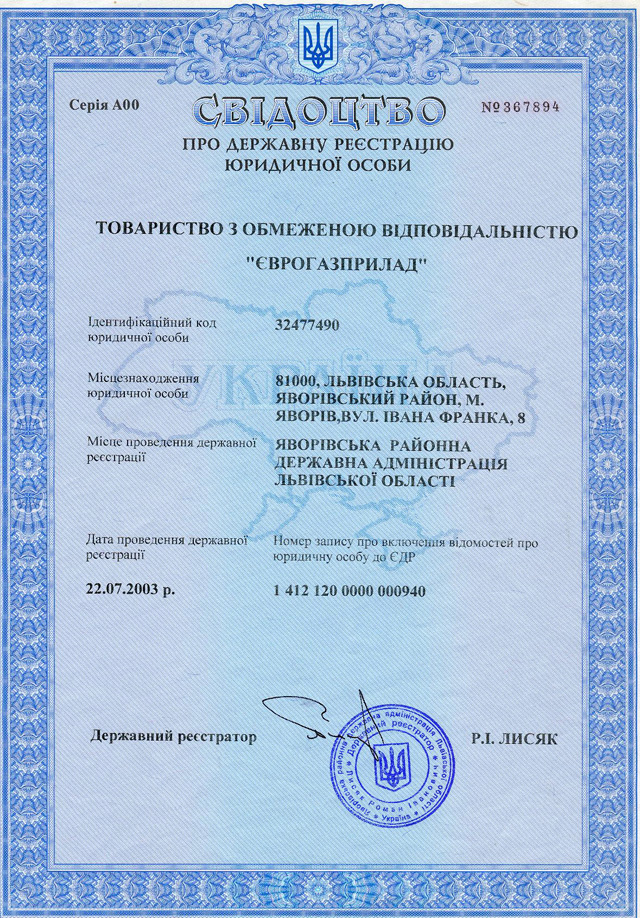 Серія А00
СВІДОЦТВО
№367894
ПРО ДЕРЖАВНУ РЕЄСТРАЦІЮ
ЮРИДИЧНОЇ ОСОБИ
ТОВАРИСТВО З ОБМЕЖЕНОЮ ВІДПОВІДАЛЬНІСТЮ
"ЄВРОГАЗПРИЛАД"
Ідентифікаційний код
юридичної особи
32477490
УКРАЇНА
Місцезнаходження
юридичної особи
81000, ЛЬВІВСЬКА ОБЛАСТЬ,
ЯВОРІВСЬКИЙ РАЙОН, М.
ЯВОРІВ,ВУЛ. ІВАНА ФРАНКА, 8
Місце проведення державної
реєстрації
ЯВОРІВСЬКА РАЙОННА
ДЕРЖАВНА АДМІНІСТРАЦІЯ
ЛЬВІВСЬКОЇ ОБЛАСТІ
Дата проведення державної
реєстрації
Номер запису про включення відомостей про
юридичну особу до ЄДР
22.07.2003 р.
1 412 120 0000 000940
Державний реєстратор
Р.І. ЛИСЯК
Яворівська районна державна адміністрація Львівської області
* Україна *
Державний реєстратор
Лисяк Роман Іванович